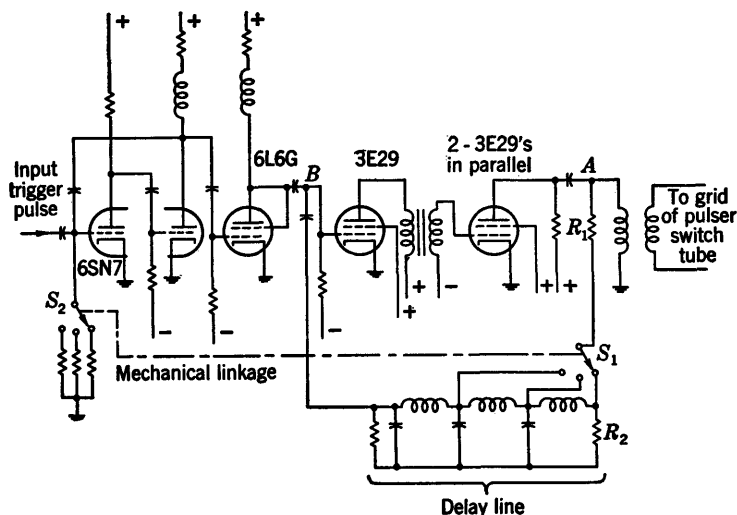 +
+
+
6L6G
B
3E29
2 - 3E29's
in parallel
A
Input
trigger
pulse
To grid
of pulser
switch
tube
R1
6SN7
+
−
+
+
+
−
−
−
S2
S1
Mechanical linkage
R2
Delay line